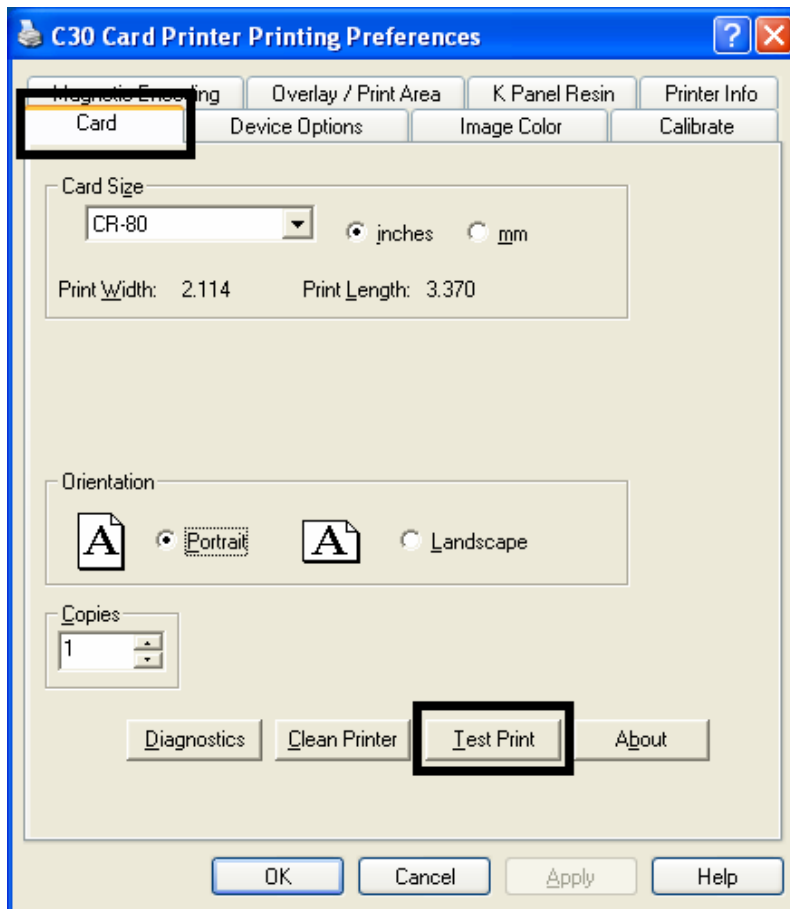 C30 Card Printer Printing Preferences
Magnetic Encoding Overlay / Print Area K Panel Resin Printer Info
Card Device Options Image Color Calibrate
Card Size
CR-80 inches mm
Print Width: 2.114 Print Length: 3.370
Orientation
A Portrait A Landscape
Copies
1
Diagnostics Clean Printer Test Print About
OK Cancel Apply Help